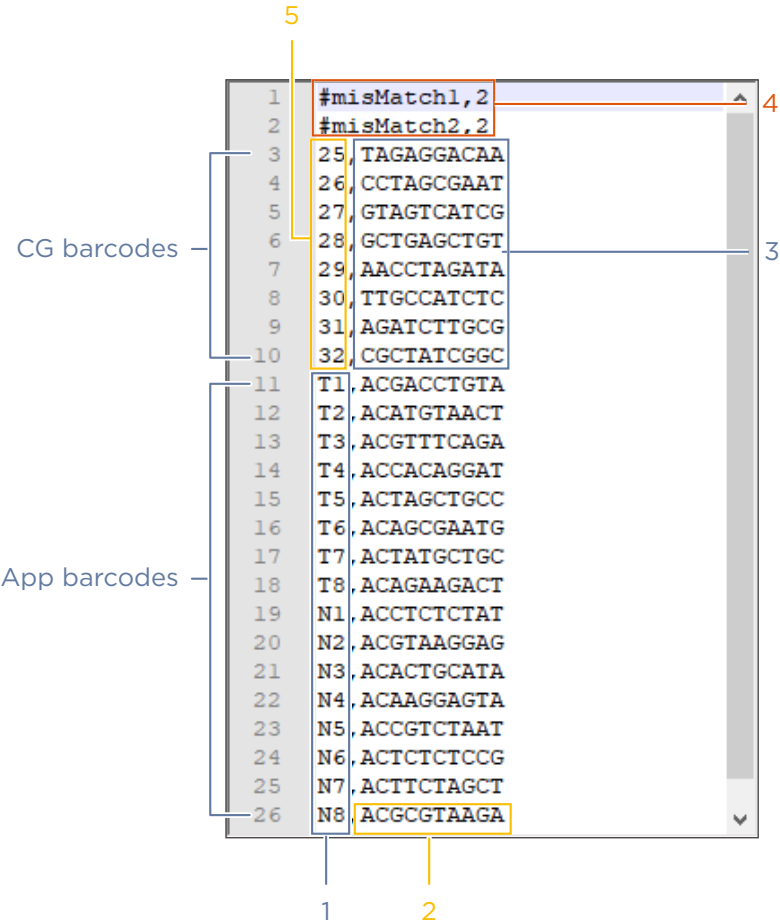 5
1 #misMatch1,2
4
2 #misMatch2,2
3 25,TAGAGGACAA
4 26,CCTAGCGAAT
5 27,GTAGTCATCG
CG barcodes
6 28,GCTGAGCTGT
3
7 29,AACCTAGATA
8 30,TTGCCATCTC
9 31,AGATCTTGCG
10 32,CGCTATCGGC
11 T1,ACGACCTGTA
12 T2,ACATGTAACT
13 T3,ACGTTTCAGA
14 T4,ACCACAGGAT
15 T5,ACTAGCTGCC
16 T6,ACAGCGAATG
17 T7,ACTATGCTGC
App barcodes
18 T8,ACAGAAGACT
19 N1,ACCTCTCTAT
20 N2,ACGTAAGGAG
21 N3,ACACTGCATA
22 N4,ACAAGGAGTA
23 N5,ACCGTCTAAT
24 N6,ACTCTCTCCG
25 N7,ACTTCTAGCT
26 N8,ACGCGTAAGA
1
2